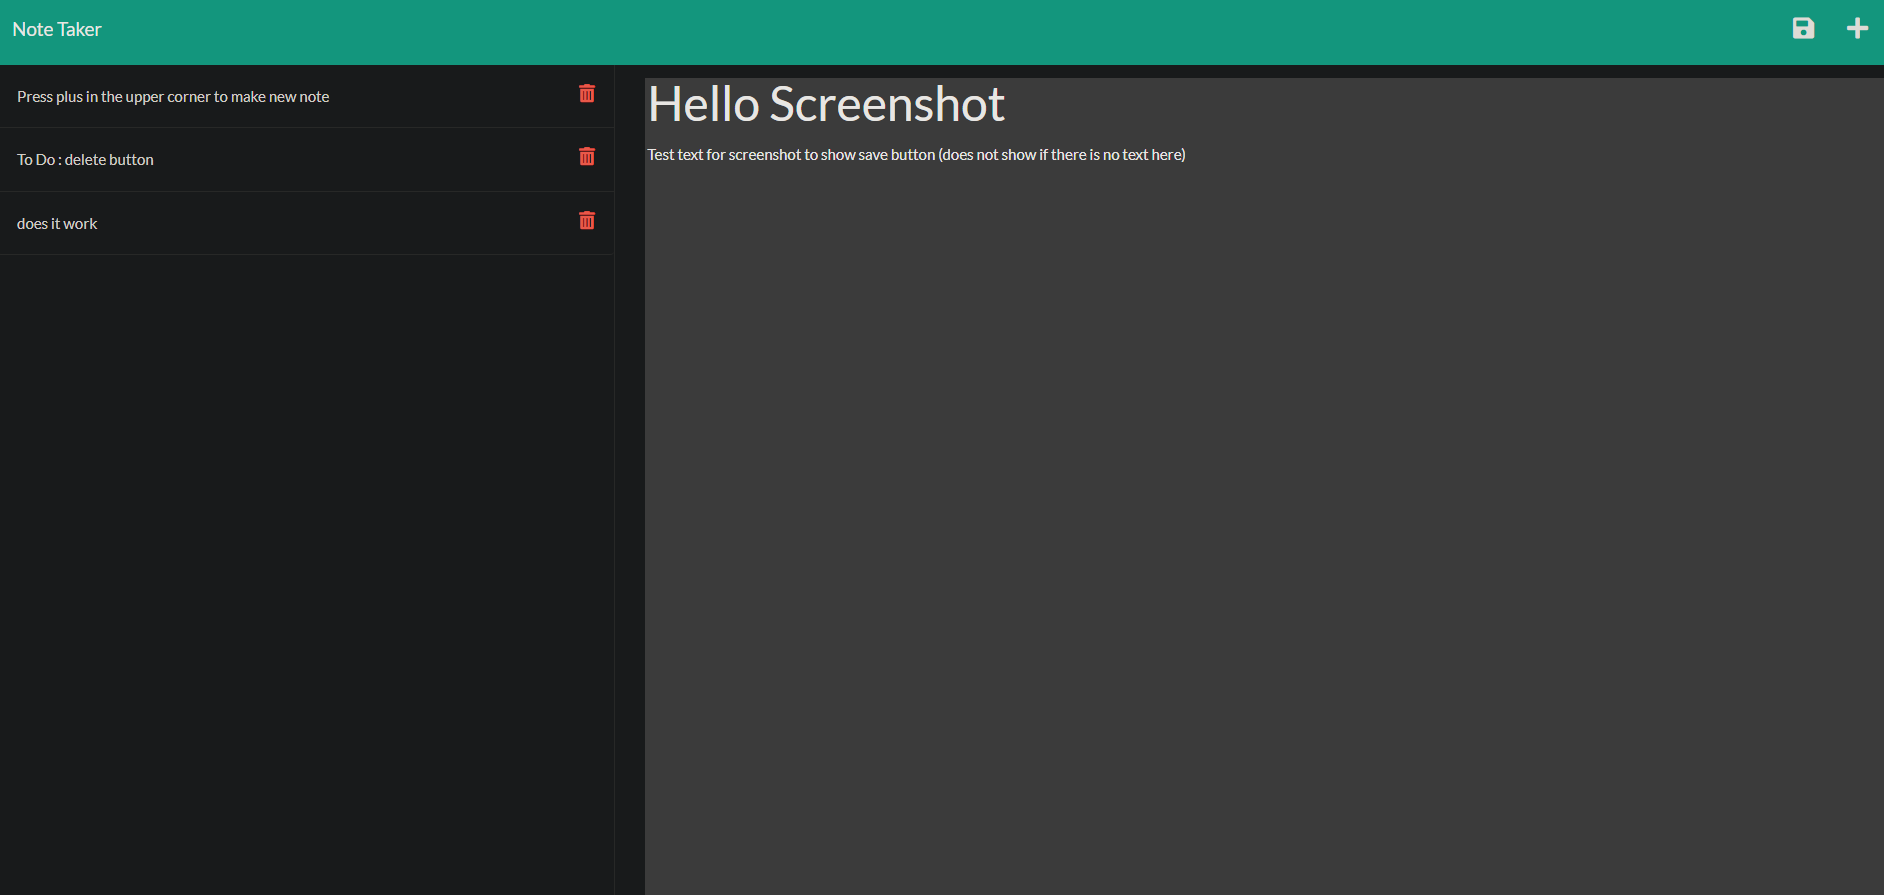 Note Taker
Press plus in the upper corner to make new note
To Do : delete button
does it work
Hello Screenshot
Test text for screenshot to show save button (does not show if there is no text here)